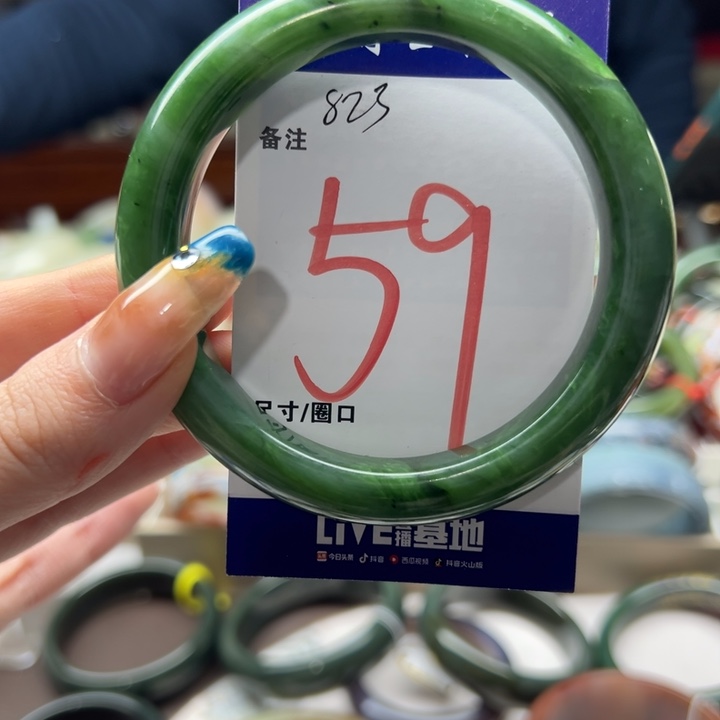 823
备注
59
尺寸/圈口
LIVE直播基地
今日头条 抖音 西瓜视频 抖音火山版